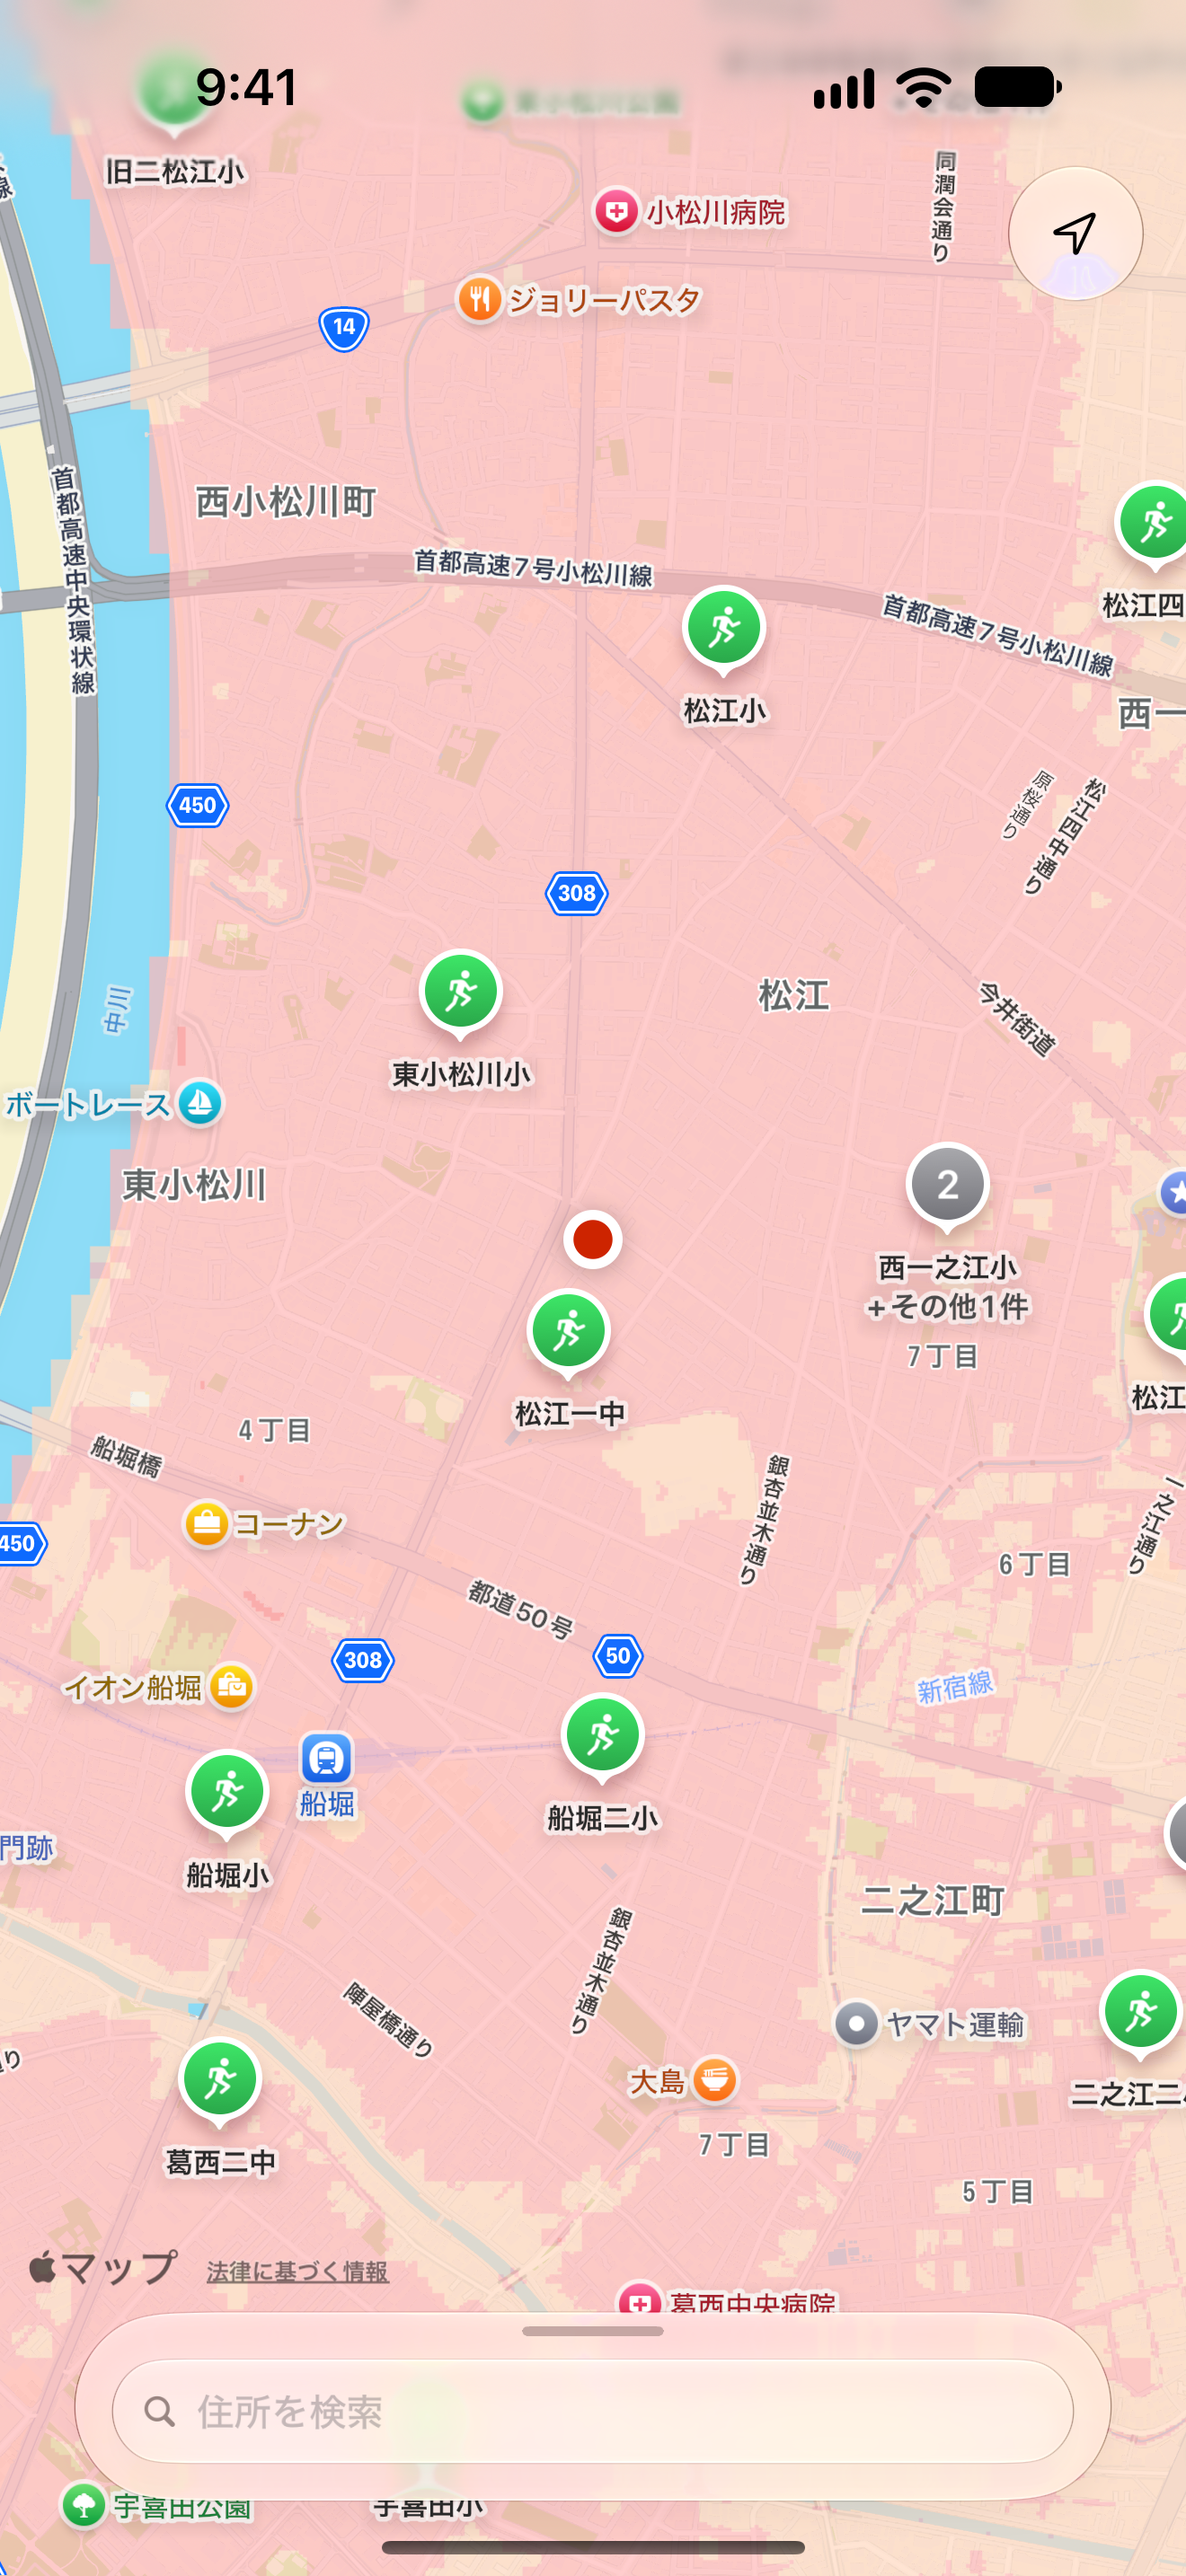 9:41
東小松川公園
旧二松江小
同潤会通り
小松川病院
ジョリーパスタ
14
西小松川町
首都高速中央環状線
首都高速7号小松川線
首都高速7号小松川線
松江四
松江小
西一
原桜通り
松江四中通り
450
308
松江
中川
今井街道
東小松川小
ボートレース
東小松川
2
西一之江小
+その他1件
7丁目
松江
松江一中
4丁目
船堀橋
銀杏並木通り
一之江通り
コーナン
450
6丁目
都道50号
308
50
新宿線
イオン船堀
船堀
船堀二小
門跡
船堀小
二之江町
銀杏並木通り
陣屋橋通り
ヤマト運輸
り
大島
二之江二
7丁目
葛西二中
5丁目
マップ
法律に基づく情報
葛西中央病院
住所を検索
宇喜田公園
宇喜田小